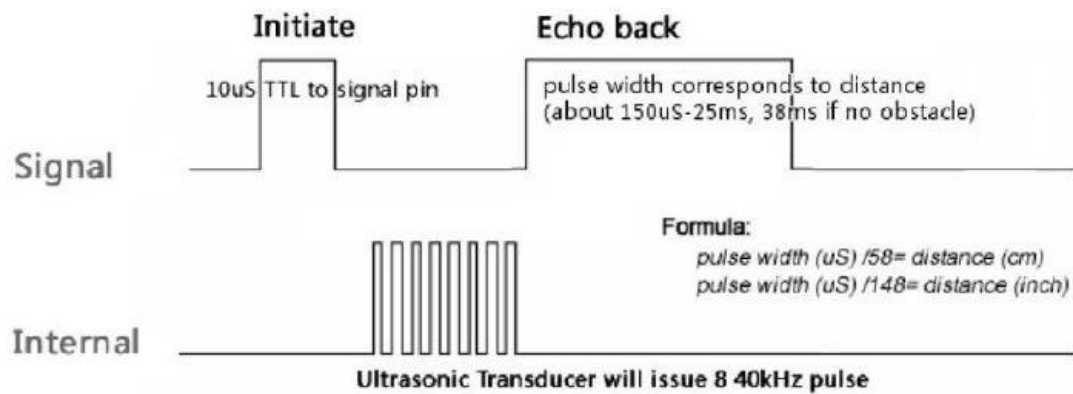 Initiate
Echo back
10uS TTL to signal pin
pulse width corresponds to distance
(about 150uS-25ms, 38ms if no obstacle)
Signal
Formula:
pulse width (uS) /58= distance (cm)
pulse width (uS) /148= distance (inch)
Internal
Ultrasonic Transducer will issue 8 40kHz pulse